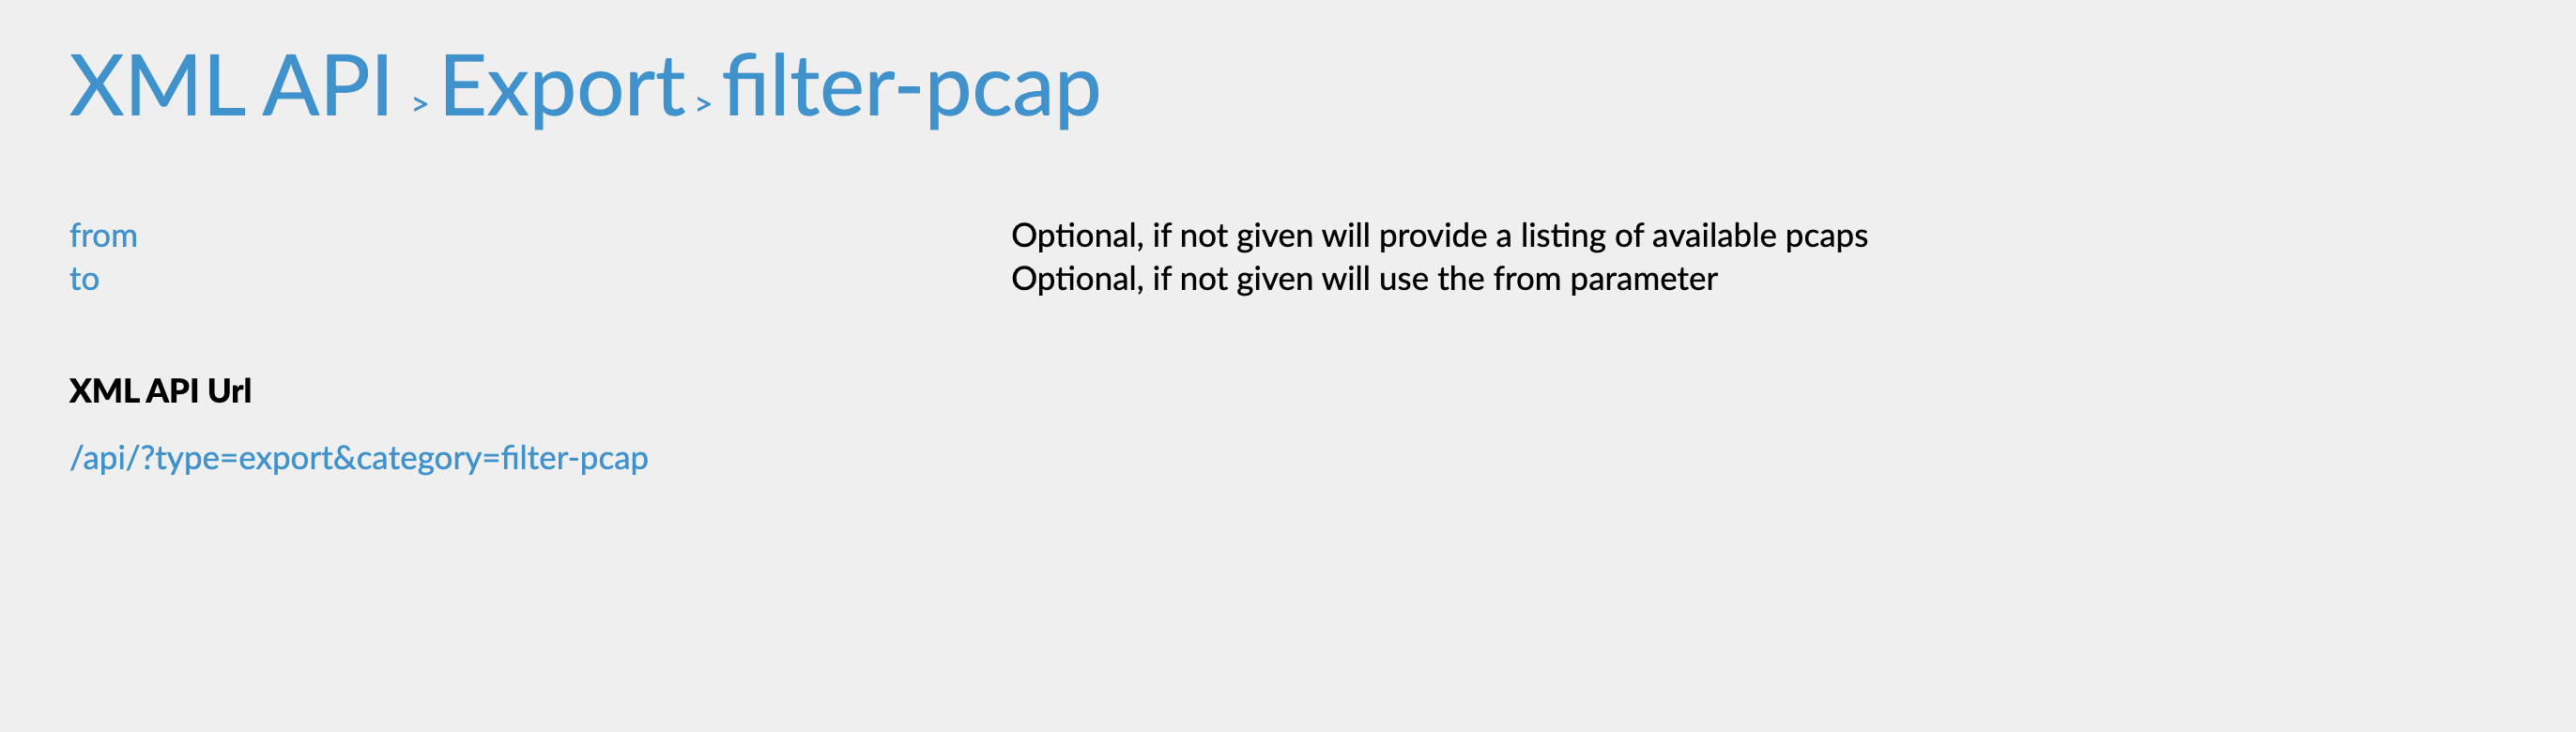 XML API > Export > filter-pcap
from Optional, if not given will provide a listing of available pcaps
to Optional, if not given will use the from parameter
XML API Url
/api/?type=export&category=filter-pcap